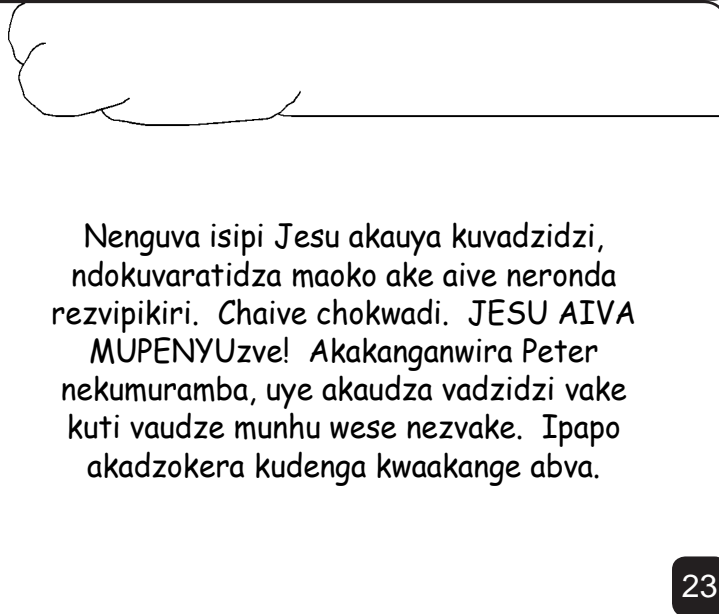 Nenguva isipi Jesu akauya kuvadzidzi,
ndokuvaratidza maoko ake aive neronda
rezvipikiri.  Chaive chokwadi.  JESU AIVA
MUPENYUzve!  Akakanganwira Peter
nekumuramba, uye akaudza vadzidzi vake
kuti vaudze munhu wese nezvake.  Ipapo
akadzokera kudenga kwaakange abva.
23